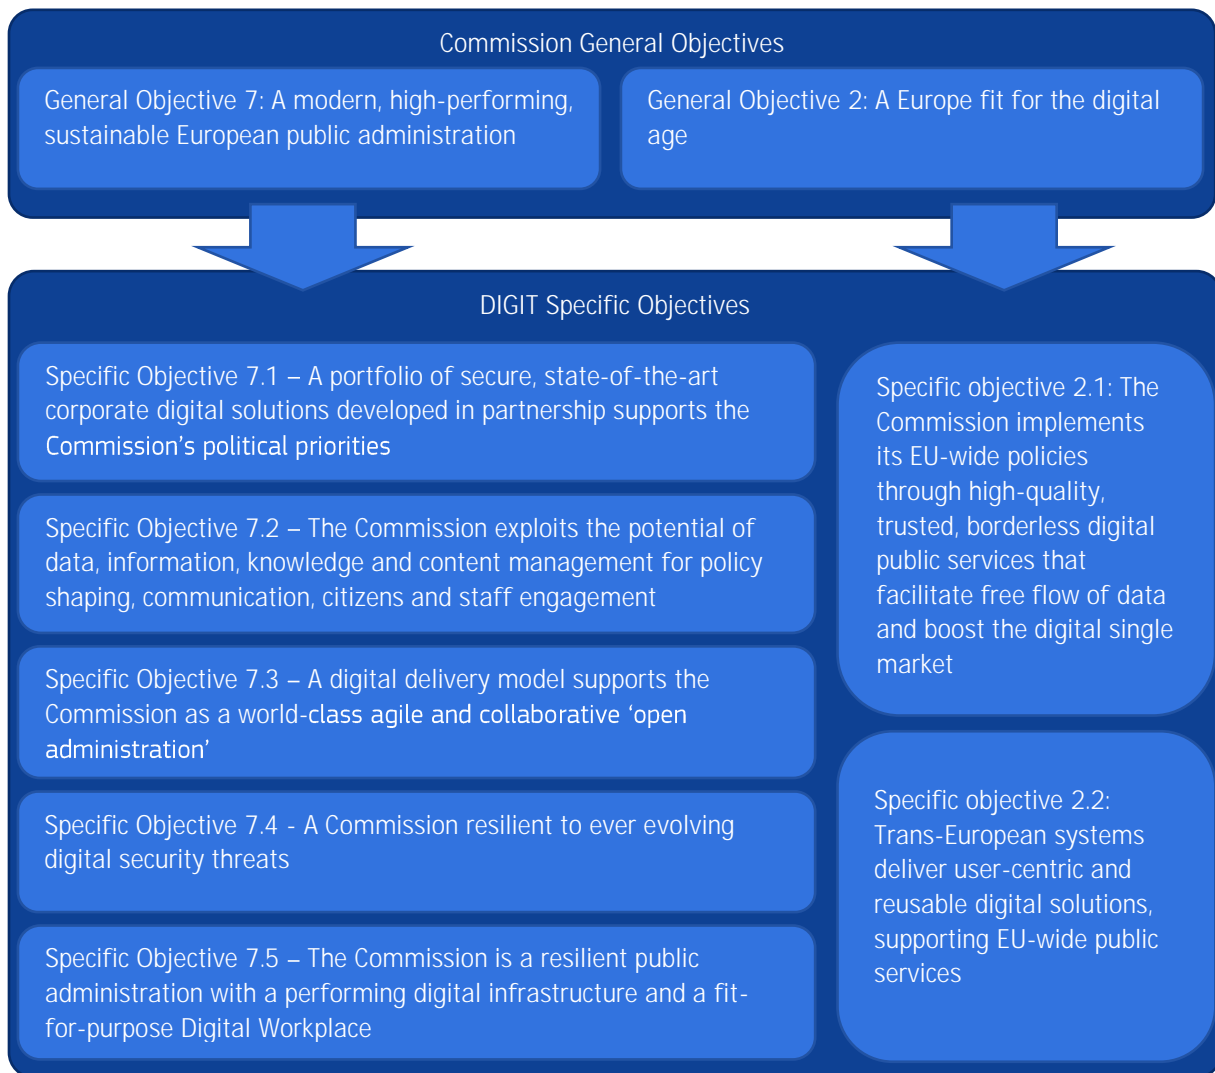 Commission General Objectives
General Objective 7: A modern, high-performing,
sustainable European public administration
General Objective 2: A Europe fit for the digital
age
DIGIT Specific Objectives
Specific Objective 7.1 – A portfolio of secure, state-of-the-art
corporate digital solutions developed in partnership supports the
Commission’s political priorities
Specific Objective 7.2 – The Commission exploits the potential of
data, information, knowledge and content management for policy
shaping, communication, citizens and staff engagement
Specific Objective 7.3 – A digital delivery model supports the
Commission as a world-class agile and collaborative ‘open
administration’
Specific Objective 7.4 - A Commission resilient to ever evolving
digital security threats
Specific Objective 7.5 – The Commission is a resilient public
administration with a performing digital infrastructure and a fit-
for-purpose Digital Workplace
Specific objective 2.1: The
Commission implements
its EU-wide policies
through high-quality,
trusted, borderless digital
public services that
facilitate free flow of data
and boost the digital single
market
Specific objective 2.2:
Trans-European systems
deliver user-centric and
reusable digital solutions,
supporting EU-wide public
services